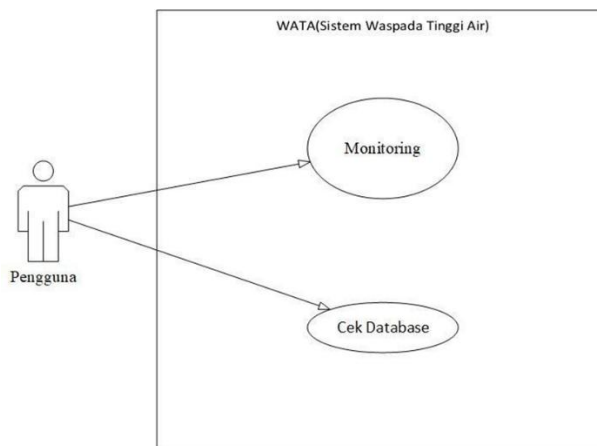 WATA(Sistem Waspada Tinggi Air)
Monitoring
Pengguna
Cek Database